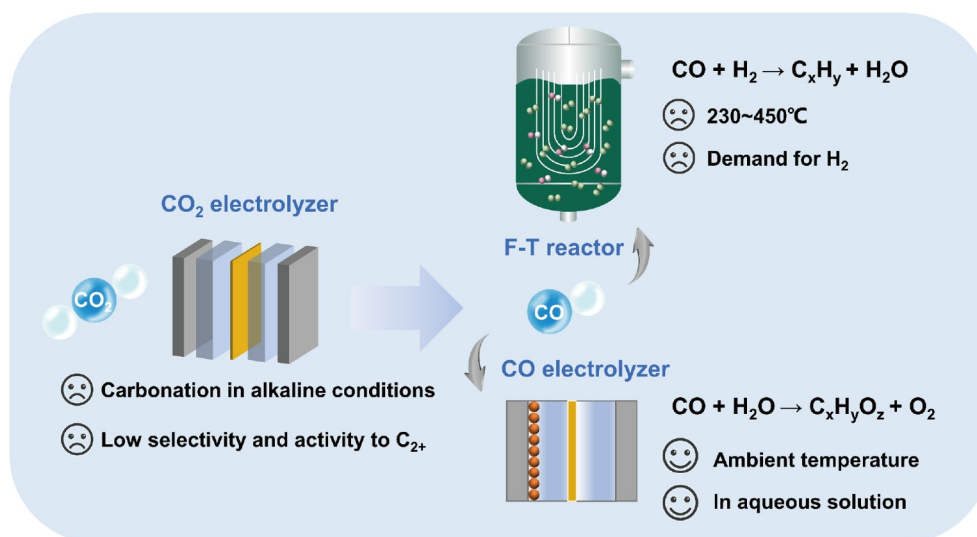 CO₂ electrolyzer
CO₂
Carbonation in alkaline conditions
Low selectivity and activity to C₂₊
F-T reactor
CO + H₂ → CₓHᵧ + H₂O
230~450℃
Demand for H₂
CO
CO electrolyzer
CO + H₂O → CₓHᵧO_z + O₂
Ambient temperature
In aqueous solution